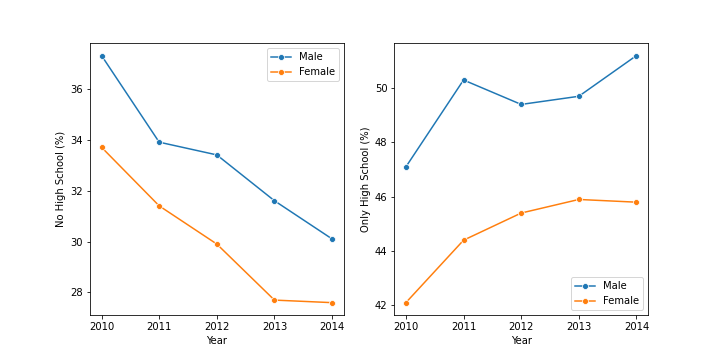 Male
Female
36
34
32
30
28
No High School (%)
2010 2011 2012 2013 2014
Year
50
48
46
44
42
Only High School (%)
Male
Female
2010 2011 2012 2013 2014
Year